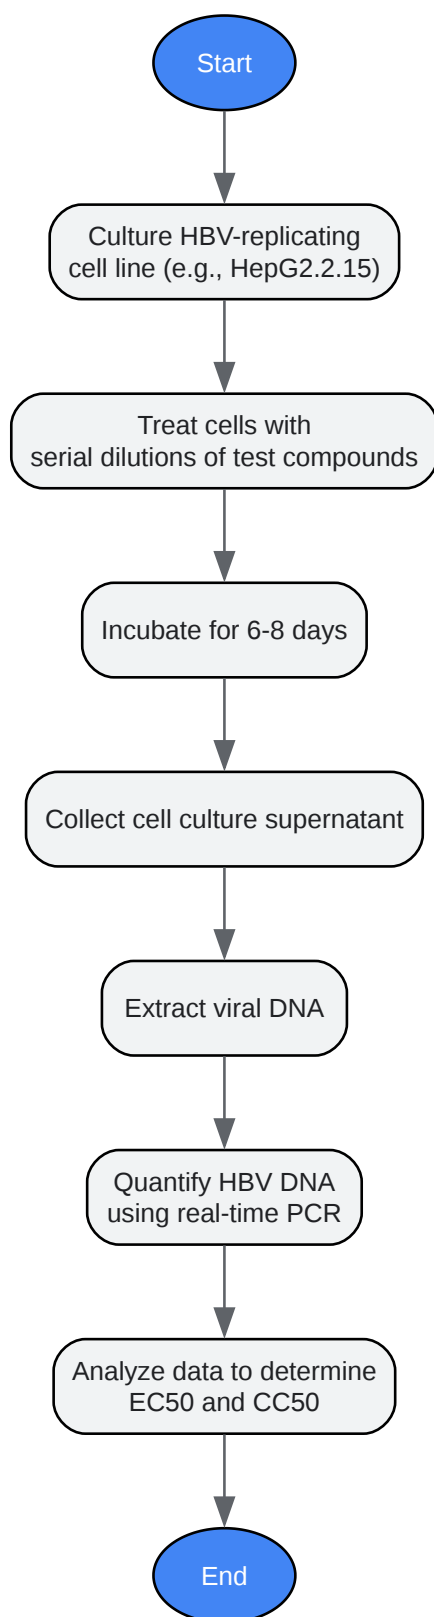 Start
Culture HBV-replicating
cell line (e.g., HepG2.2.15)
Treat cells with
serial dilutions of test compounds
Incubate for 6-8 days
Collect cell culture supernatant
Extract viral DNA
Quantify HBV DNA
using real-time PCR
Analyze data to determine
EC50 and CC50
End